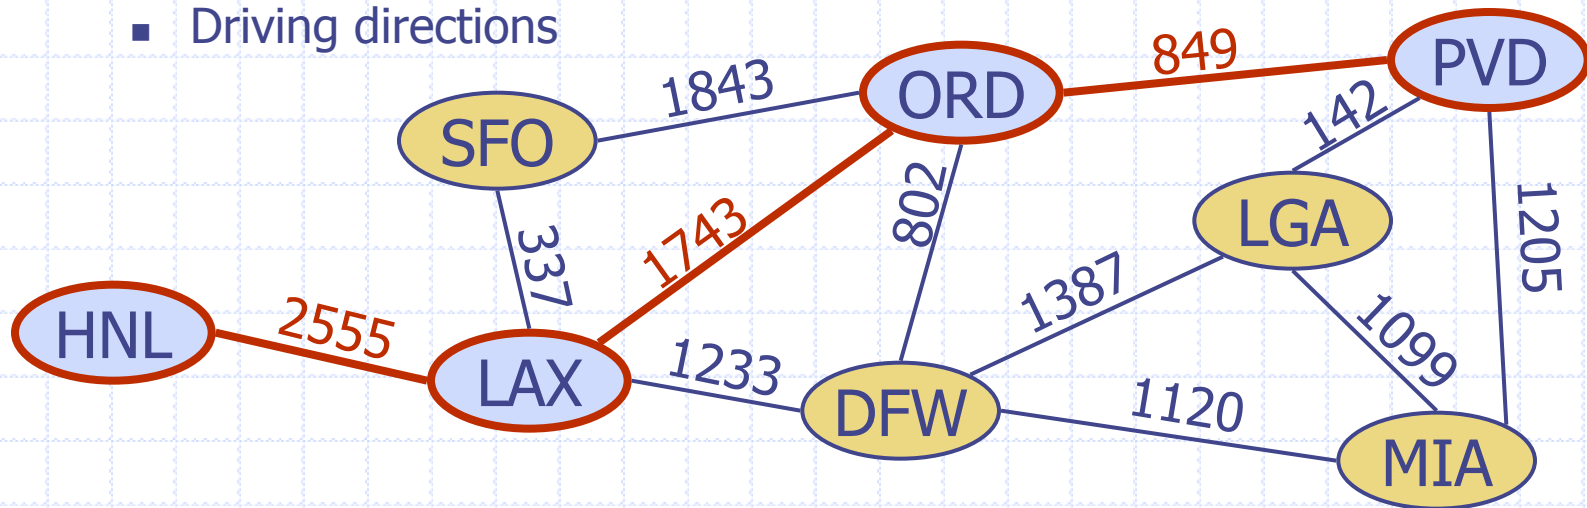 ▪ Driving directions
849
PVD
1843
ORD
142
SFO
802
LGA
1205
1743
337
1387
HNL
2555
1099
LAX
1233
DFW
1120
MIA